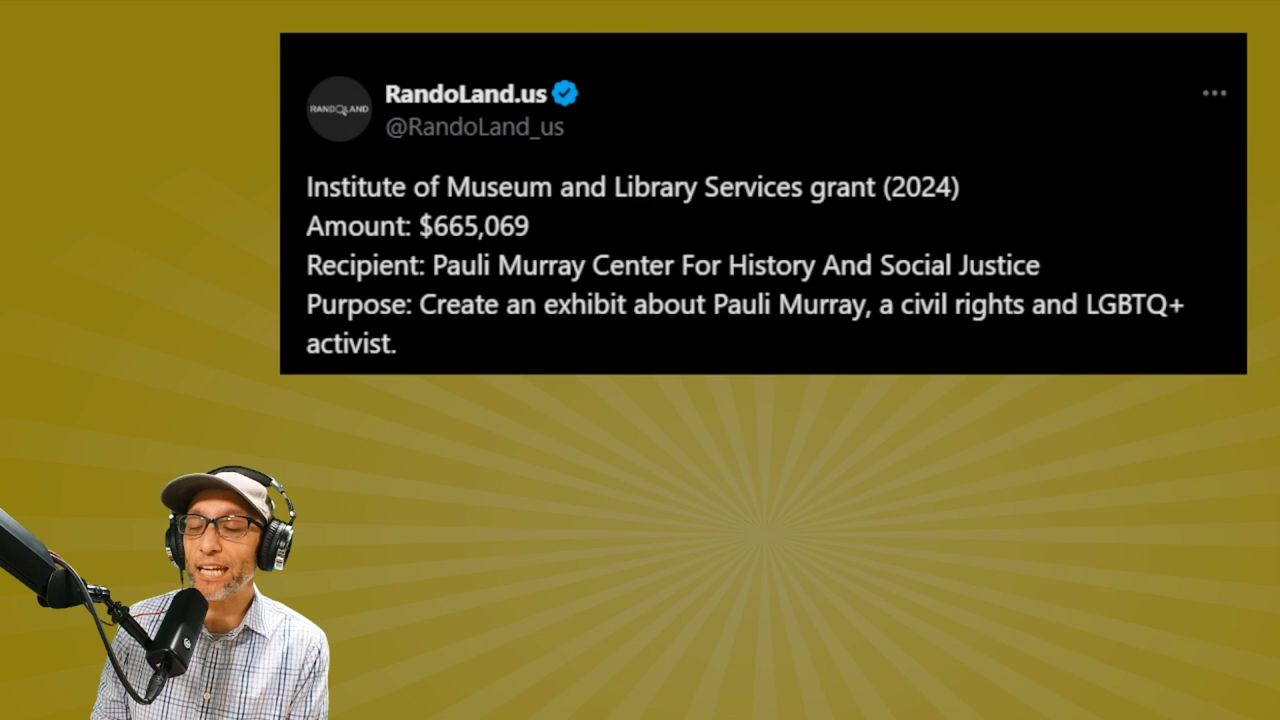 RANDOLAND
RandoLand.us
@RandoLand_us
Institute of Museum and Library Services grant (2024)
Amount: $665,069
Recipient: Pauli Murray Center For History And Social Justice
Purpose: Create an exhibit about Pauli Murray, a civil rights and LGBTQ+
activist.